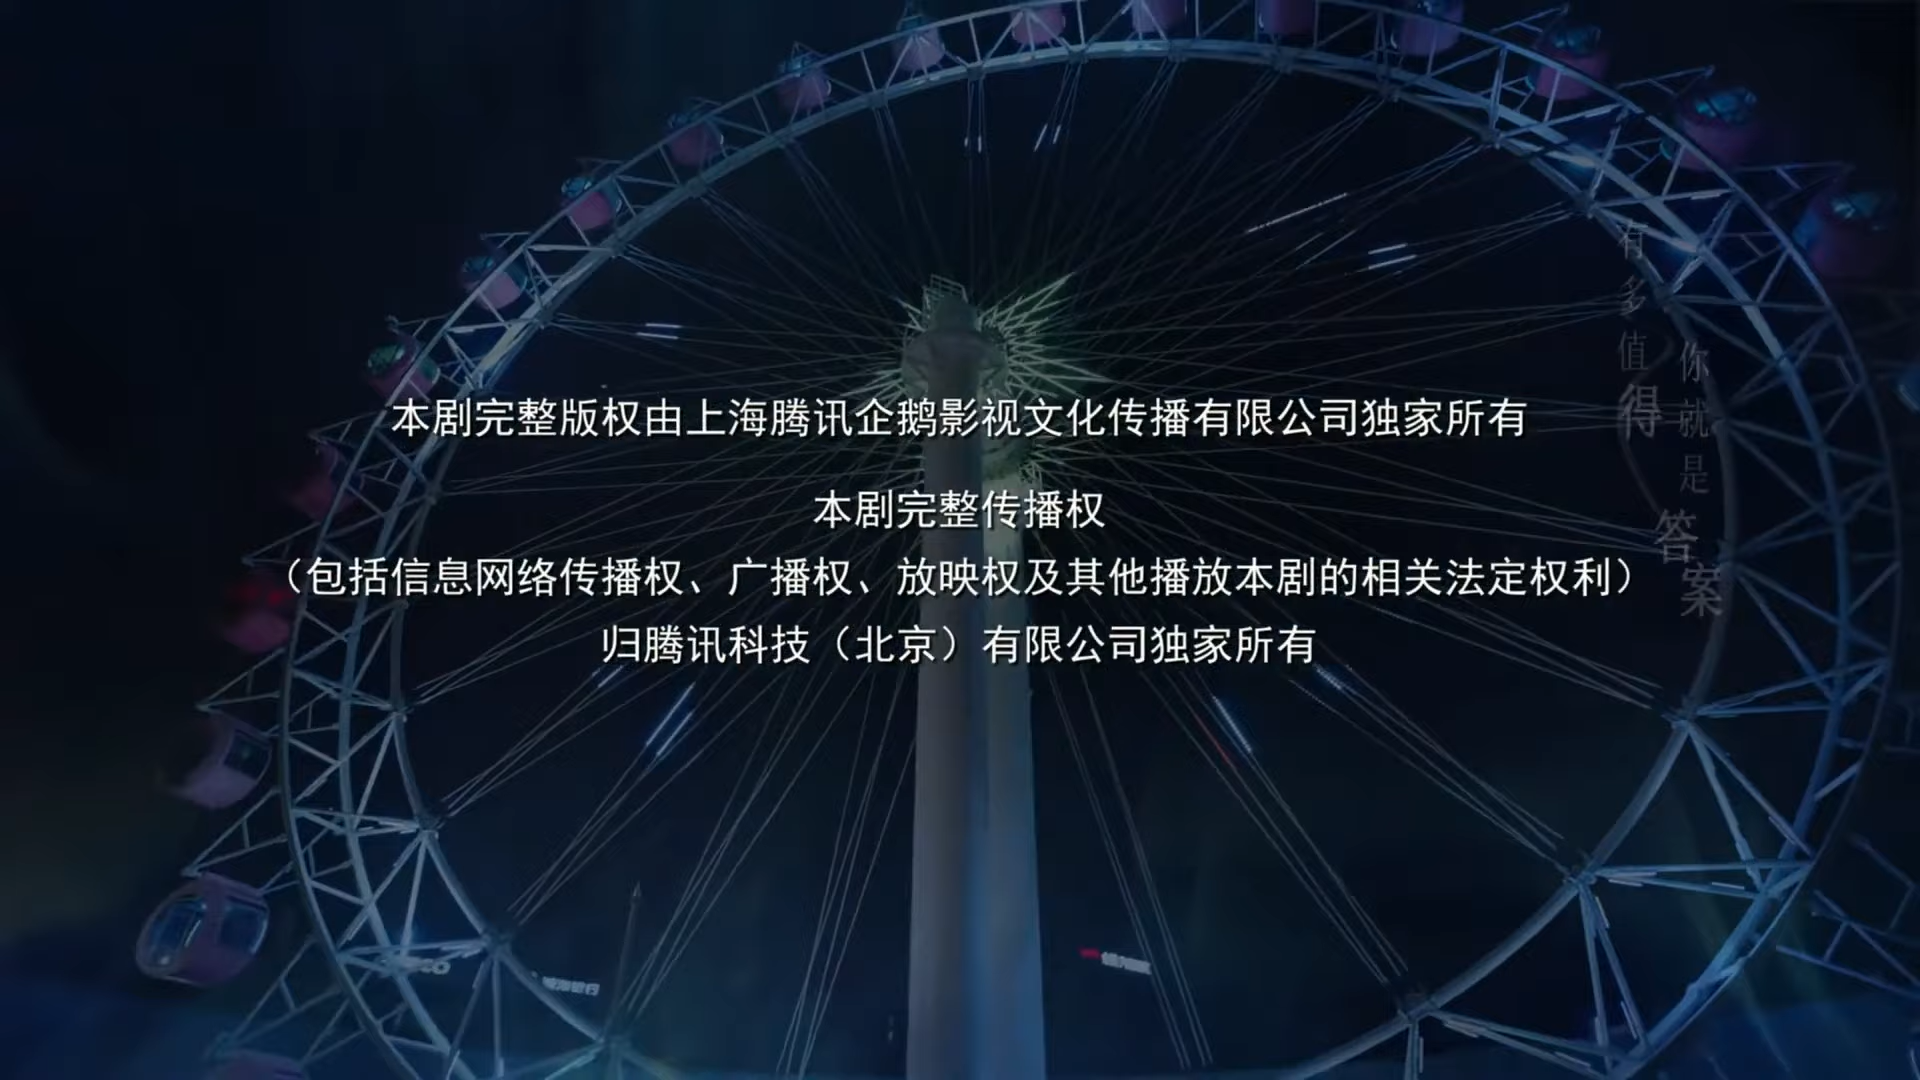 本剧完整版权由上海腾讯企鹅影视文化传播有限公司独家所有
本剧完整传播权
（包括信息网络传播权、广播权、放映权及其他播放本剧的相关法定权利）
归腾讯科技（北京）有限公司独家所有
有多值得
你就是答案